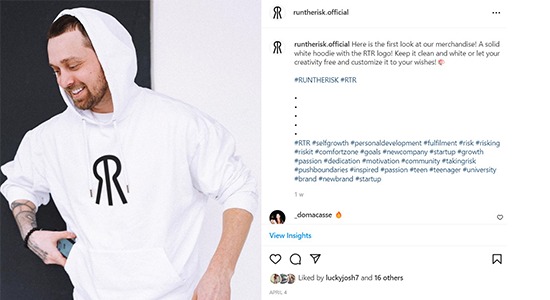 runtherisk.official
runtherisk.official Here is the first look at our merchandise! A solid
white hoodie with the RTR logo! Keep it clean and white or let your
creativity free and customize it to your wishes!
#RUNTHERISK #RTR
•
•
•
•
•
#RTR #selfgrowth #personaldevelopment #fulfilment #risk #risking
#riskit #comfortzone #goals #newcompany #startup #growth
#passion #dedication #motivation #community #takingrisk
#pushboundaries #inspired #passion #teen #teenager #university
#brand #newbrand #startup
1 w
_domacasse 🔥
View Insights
Liked by luckyjosh7 and 16 others
APRIL 4